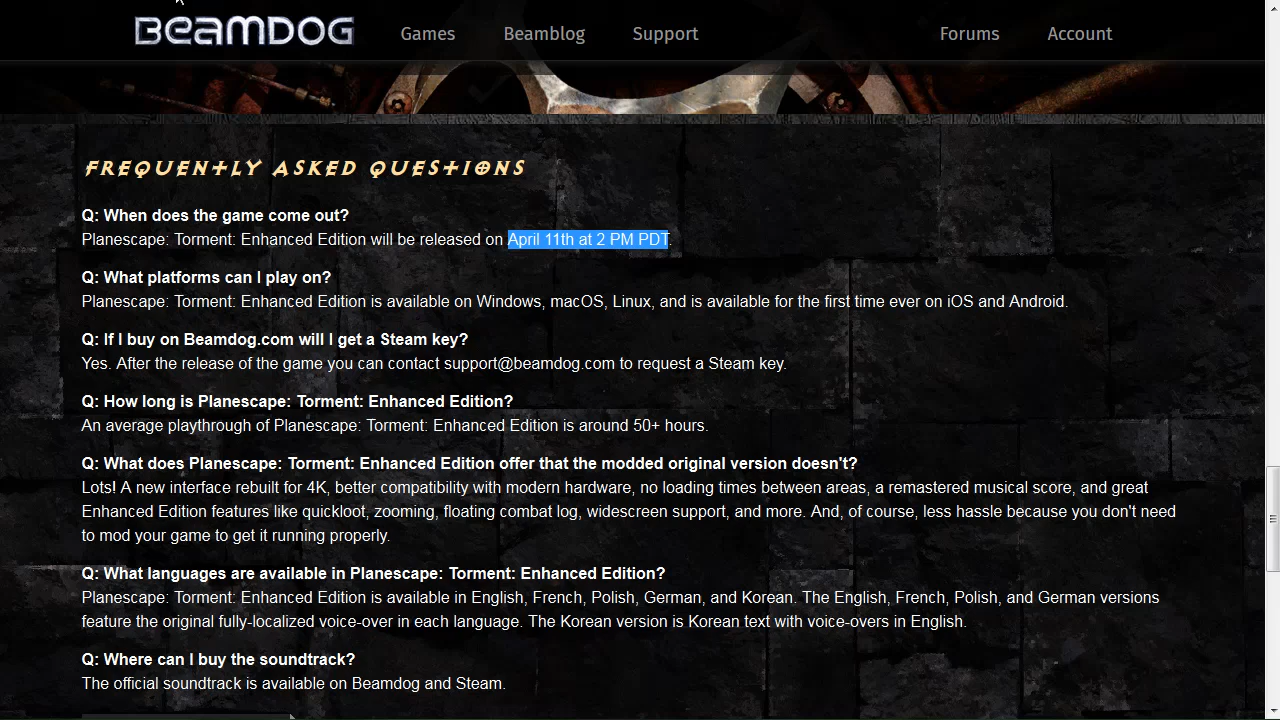 BEAMDOG Games Beamblog Support Forums Account
FREQUENTLY ASKED QUESTIONS
Q: When does the game come out?
Planescape: Torment: Enhanced Edition will be released on April 11th at 2 PM PDT.
Q: What platforms can I play on?
Planescape: Torment: Enhanced Edition is available on Windows, macOS, Linux, and is available for the first time ever on iOS and Android.
Q: If I buy on Beamdog.com will I get a Steam key?
Yes. After the release of the game you can contact support@beamdog.com to request a Steam key.
Q: How long is Planescape: Torment: Enhanced Edition?
An average playthrough of Planescape: Torment: Enhanced Edition is around 50+ hours.
Q: What does Planescape: Torment: Enhanced Edition offer that the modded original version doesn't?
Lots! A new interface rebuilt for 4K, better compatibility with modern hardware, no loading times between areas, a remastered musical score, and great
Enhanced Edition features like quickloot, zooming, floating combat log, widescreen support, and more. And, of course, less hassle because you don't need
to mod your game to get it running properly.
Q: What languages are available in Planescape: Torment: Enhanced Edition?
Planescape: Torment: Enhanced Edition is available in English, French, Polish, German, and Korean. The English, French, Polish, and German versions
feature the original fully-localized voice-over in each language. The Korean version is Korean text with voice-overs in English.
Q: Where can I buy the soundtrack?
The official soundtrack is available on Beamdog and Steam.